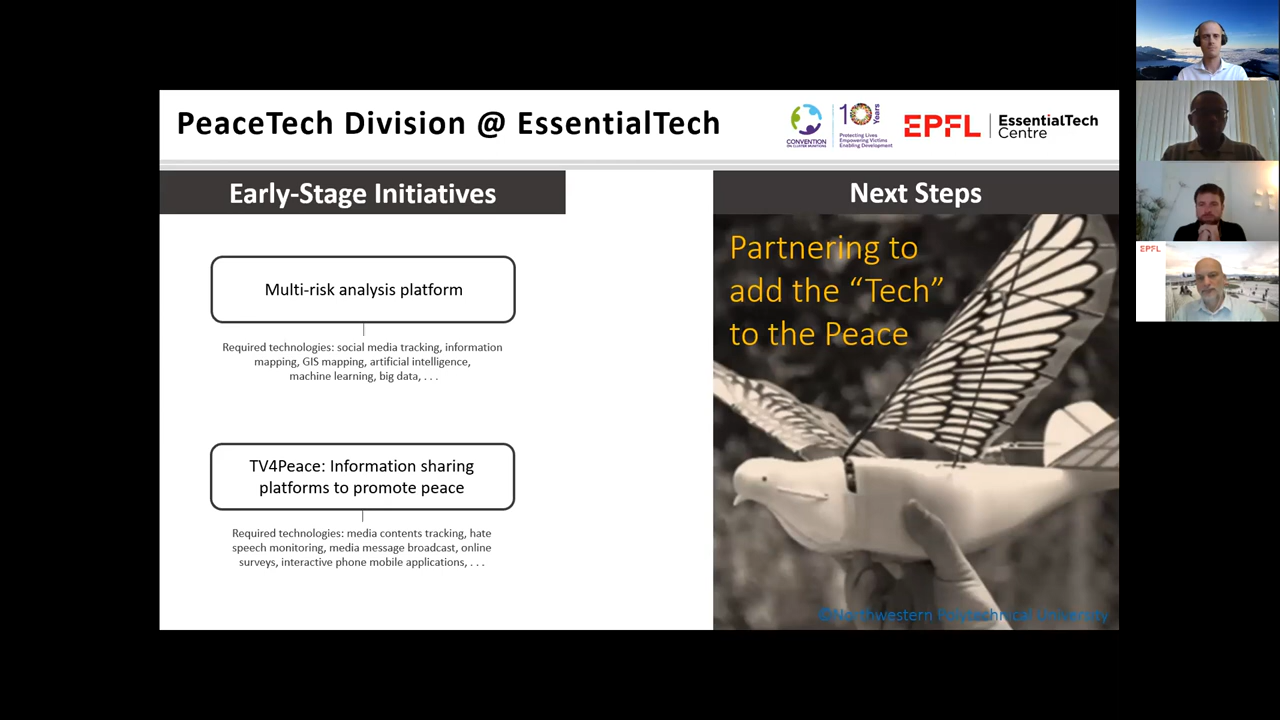 PeaceTech Division @ EssentialTech
CONVENTION
ON CLUSTER MUNITIONS
10 Years
Protecting Lives
Empowering Victims
Enabling Development
EPFL
EssentialTech
Centre
Early-Stage Initiatives
Multi-risk analysis platform
Required technologies: social media tracking, information
mapping, GIS mapping, artificial intelligence,
machine learning, big data, . . .
TV4Peace: Information sharing
platforms to promote peace
Required technologies: media contents tracking, hate
speech monitoring, media message broadcast, online
surveys, interactive phone mobile applications, . . .
Next Steps
Partnering to
add the “Tech”
to the Peace
©Northwestern Polytechnical University
EPFL